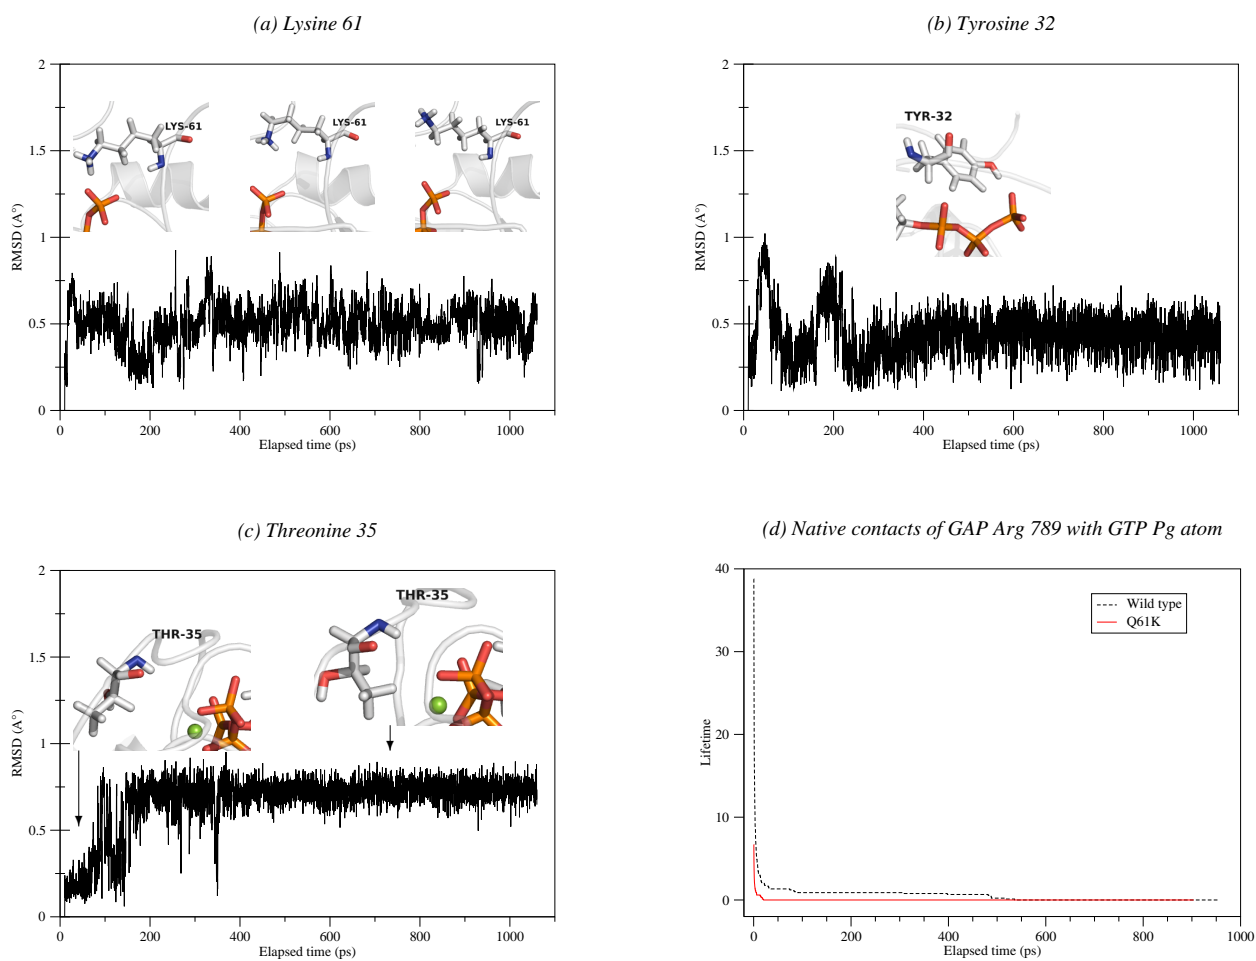 (a) Lysine 61
2
1.5
1
0.5
0
RMSD (A°)
LYS-61
LYS-61
LYS-61
0 200 400 600 800 1000
Elapsed time (ps)
(b) Tyrosine 32
2
1.5
1
0.5
0
RMSD (A°)
TYR-32
0 200 400 600 800 1000
Elapsed time (ps)
(c) Threonine 35
2
1.5
1
0.5
0
RMSD (A°)
THR-35
THR-35
0 200 400 600 800 1000
Elapsed time (ps)
(d) Native contacts of GAP Arg 789 with GTP Pg atom
40
30
20
10
0
Lifetime
Wild type
Q61K
0 200 400 600 800 1000
Elapsed time (ps)